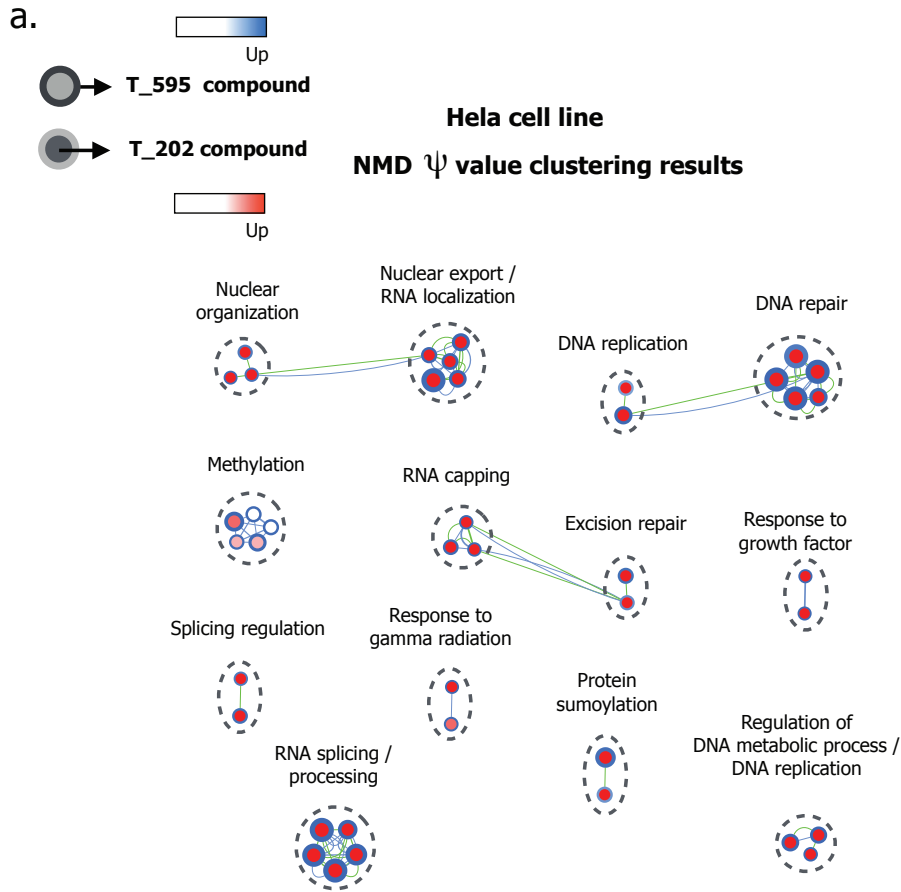 a.
Up
T_595 compound
T_202 compound
Up
Hela cell line
NMD ψ value clustering results
Nuclear
organization
Nuclear export /
RNA localization
DNA replication
DNA repair
Methylation
RNA capping
Excision repair
Response to
growth factor
Splicing regulation
Response to
gamma radiation
Protein
sumoylation
Regulation of
DNA metabolic process /
DNA replication
RNA splicing /
processing